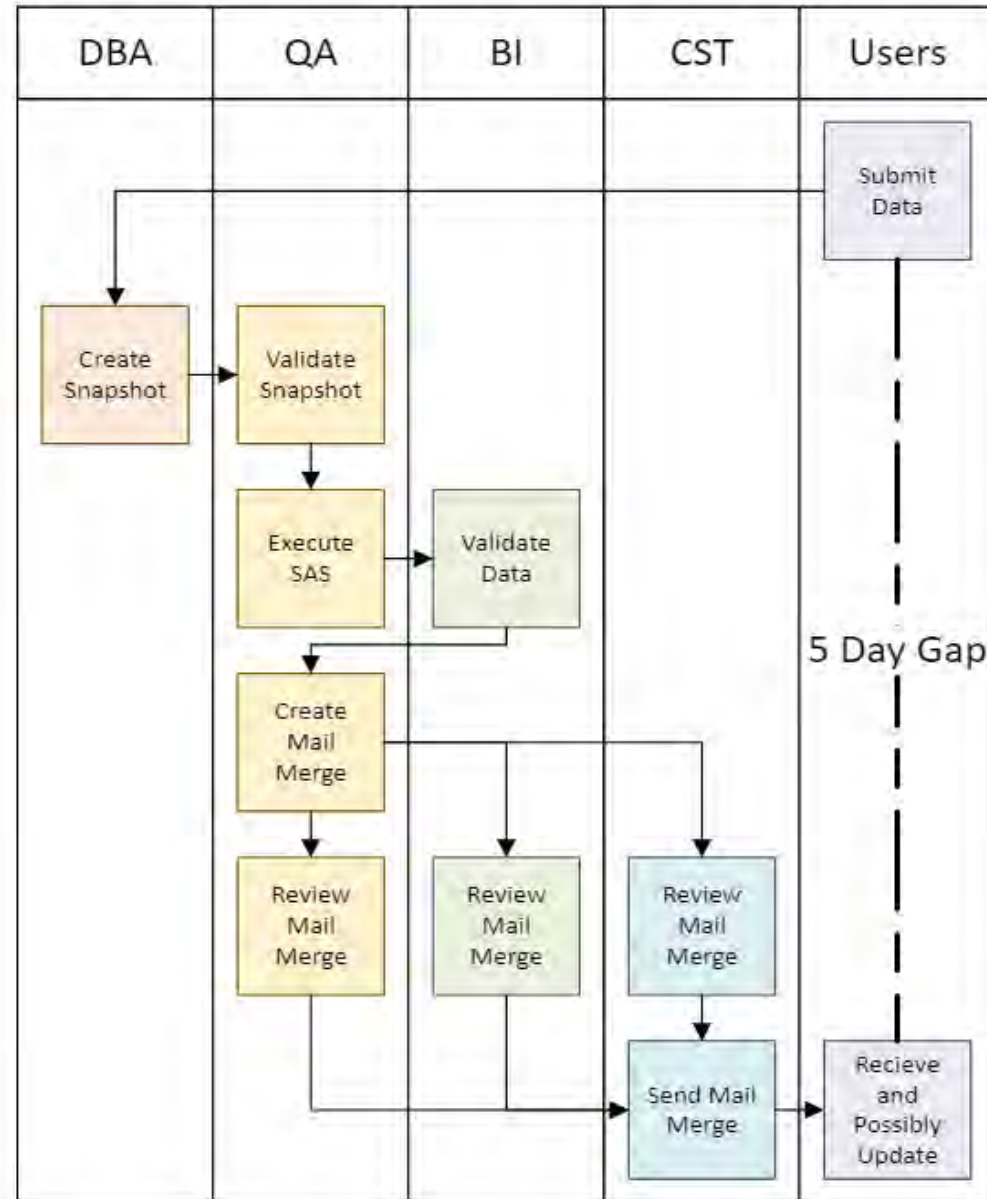 DBA
QA
BI
CST
Users
Submit
Data
Create
Snapshot
Validate
Snapshot
Execute
SAS
Validate
Data
5 Day Gap
Create
Mail
Merge
Review
Mail
Merge
Review
Mail
Merge
Review
Mail
Merge
Send Mail
Merge
Recieve
and
Possibly
Update